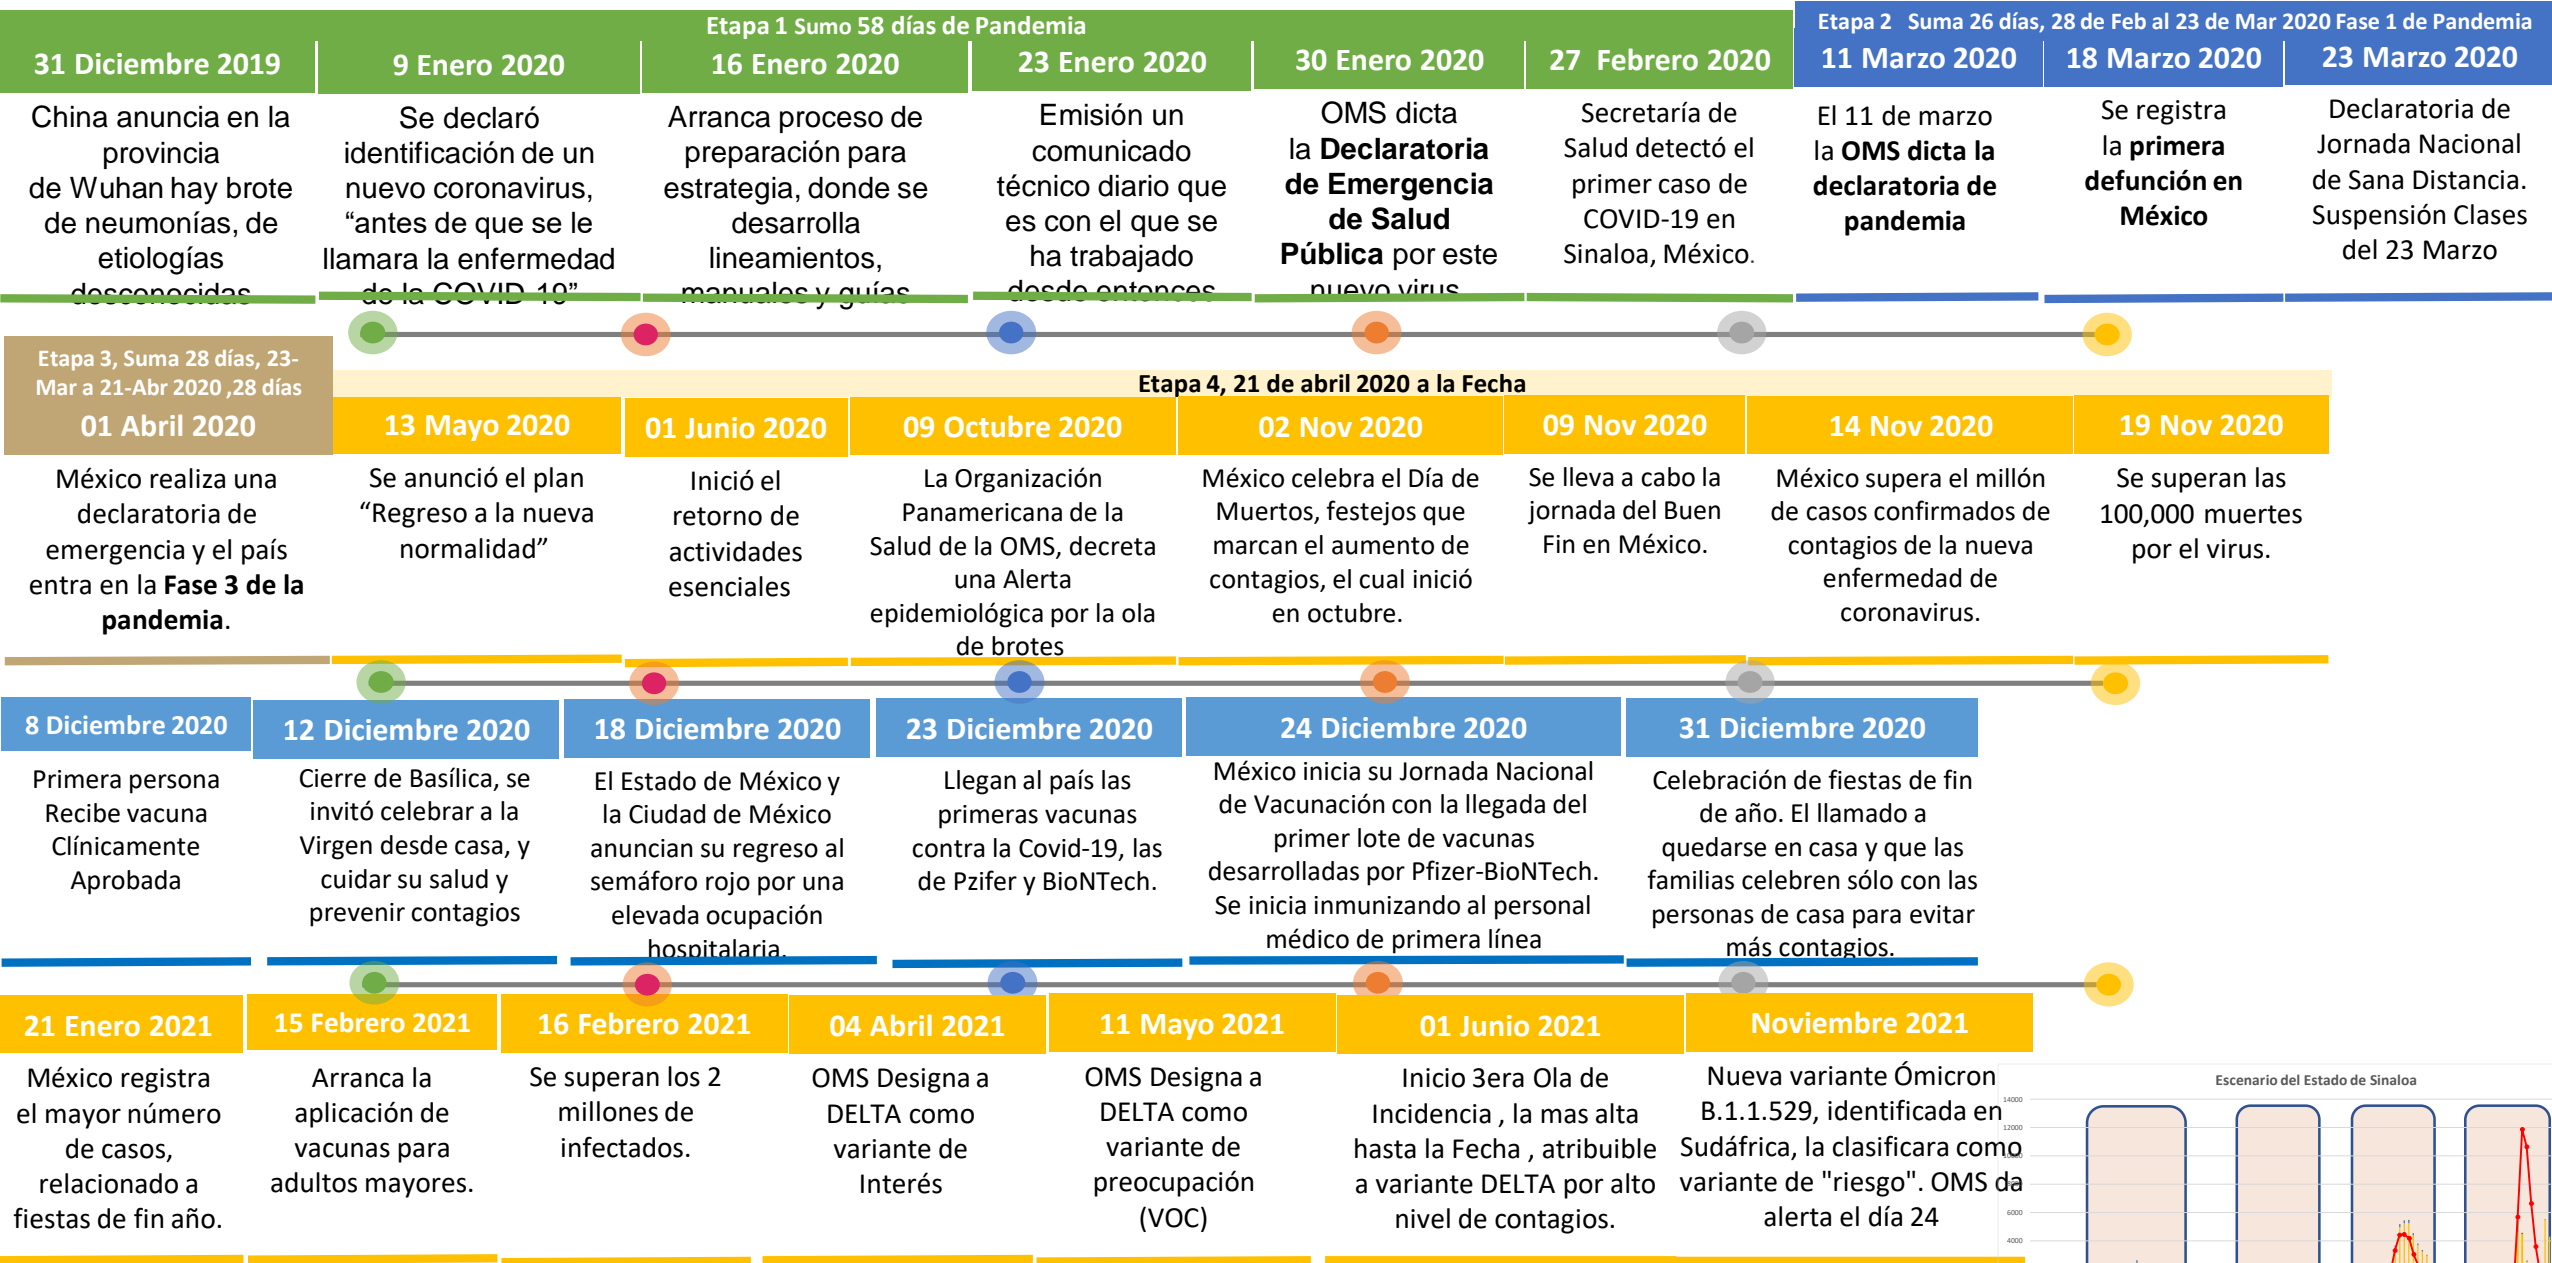 Etapa 1 Sumo 58 días de Pandemia
Etapa 2 Suma 26 días, 28 de Feb al 23 de Mar 2020 Fase 1 de Pandemia
31 Diciembre 2019
China anuncia en la
provincia
de Wuhan hay brote
de neumonías, de
etiologías
desconocidas
9 Enero 2020
Se declaró
identificación de un
nuevo coronavirus,
“antes de que se le
llamara la enfermedad
de la COVID-19”
16 Enero 2020
Arranca proceso de
preparación para
estrategia, donde se
desarrolla
lineamientos,
manuales y guías
23 Enero 2020
Emisión un
comunicado
técnico diario que
es con el que se
ha trabajado
desde entonces
30 Enero 2020
OMS dicta
la Declaratoria
de Emergencia
de Salud
Pública por este
nuevo virus
27 Febrero 2020
Secretaría de
Salud detectó el
primer caso de
COVID-19 en
Sinaloa, México.
11 Marzo 2020
El 11 de marzo
la OMS dicta la
declaratoria de
pandemia
18 Marzo 2020
Se registra
la primera
defunción en
México
23 Marzo 2020
Declaratoria de
Jornada Nacional
de Sana Distancia.
Suspensión Clases
del 23 Marzo
Etapa 3, Suma 28 días, 23-
Mar a 21-Abr 2020 ,28 días
01 Abril 2020
México realiza una
declaratoria de
emergencia y el país
entra en la Fase 3 de la
pandemia.
Etapa 4, 21 de abril 2020 a la Fecha
13 Mayo 2020
Se anunció el plan
“Regreso a la nueva
normalidad”
01 Junio 2020
Inició el
retorno de
actividades
esenciales
09 Octubre 2020
La Organización
Panamericana de la
Salud de la OMS, decreta
una Alerta
epidemiológica por la ola
de brotes
02 Nov 2020
México celebra el Día de
Muertos, festejos que
marcan el aumento de
contagios, el cual inició
en octubre.
09 Nov 2020
Se lleva a cabo la
jornada del Buen
Fin en México.
14 Nov 2020
México supera el millón
de casos confirmados de
contagios de la nueva
enfermedad de
coronavirus.
19 Nov 2020
Se superan las
100,000 muertes
por el virus.
8 Diciembre 2020
Primera persona
Recibe vacuna
Clínicamente
Aprobada
12 Diciembre 2020
Cierre de Basílica, se
invitó celebrar a la
Virgen desde casa, y
cuidar su salud y
prevenir contagios
18 Diciembre 2020
El Estado de México y
la Ciudad de México
anuncian su regreso al
semáforo rojo por una
elevada ocupación
hospitalaria.
23 Diciembre 2020
Llegan al país las
primeras vacunas
contra la Covid-19, las
de Pzifer y BioNTech.
24 Diciembre 2020
México inicia su Jornada Nacional
de Vacunación con la llegada del
primer lote de vacunas
desarrolladas por Pfizer-BioNTech.
Se inicia inmunizando al personal
médico de primera línea
31 Diciembre 2020
Celebración de fiestas de fin
de año. El llamado a
quedarse en casa y que las
familias celebren sólo con las
personas de casa para evitar
más contagios.
21 Enero 2021
México registra
el mayor número
de casos,
relacionado a
fiestas de fin año.
15 Febrero 2021
Arranca la
aplicación de
vacunas para
adultos mayores.
16 Febrero 2021
Se superan los 2
millones de
infectados.
04 Abril 2021
OMS Designa a
DELTA como
variante de
Interés
11 Mayo 2021
OMS Designa a
DELTA como
variante de
preocupación
(VOC)
01 Junio 2021
Inicio 3era Ola de
Incidencia , la mas alta
hasta la Fecha , atribuible
a variante DELTA por alto
nivel de contagios.
Noviembre 2021
Nueva variante Ómicron
B.1.1.529, identificada en
Sudáfrica, la clasificara como
variante de "riesgo". OMS da
alerta el día 24
Escenario del Estado de Sinaloa
14000
12000
10000
6000
4000